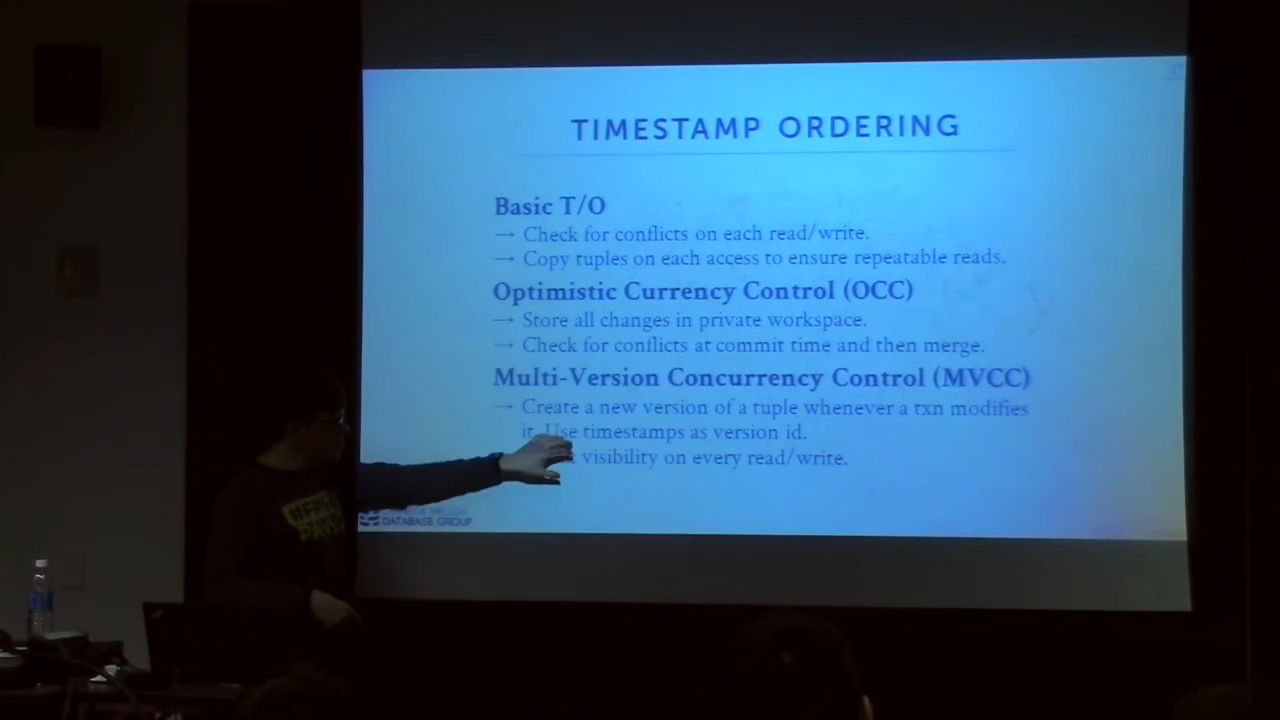 TIMESTAMP ORDERING
Basic T/O
→ Check for conflicts on each read/write.
→ Copy tuples on each access to ensure repeatable reads.
Optimistic Currency Control (OCC)
→ Store all changes in private workspace.
→ Check for conflicts at commit time and then merge.
Multi-Version Concurrency Control (MVCC)
→ Create a new version of a tuple whenever a txn modifies
it. Use timestamps as version id.
visibility on every read/write.
DATABASE GROUP